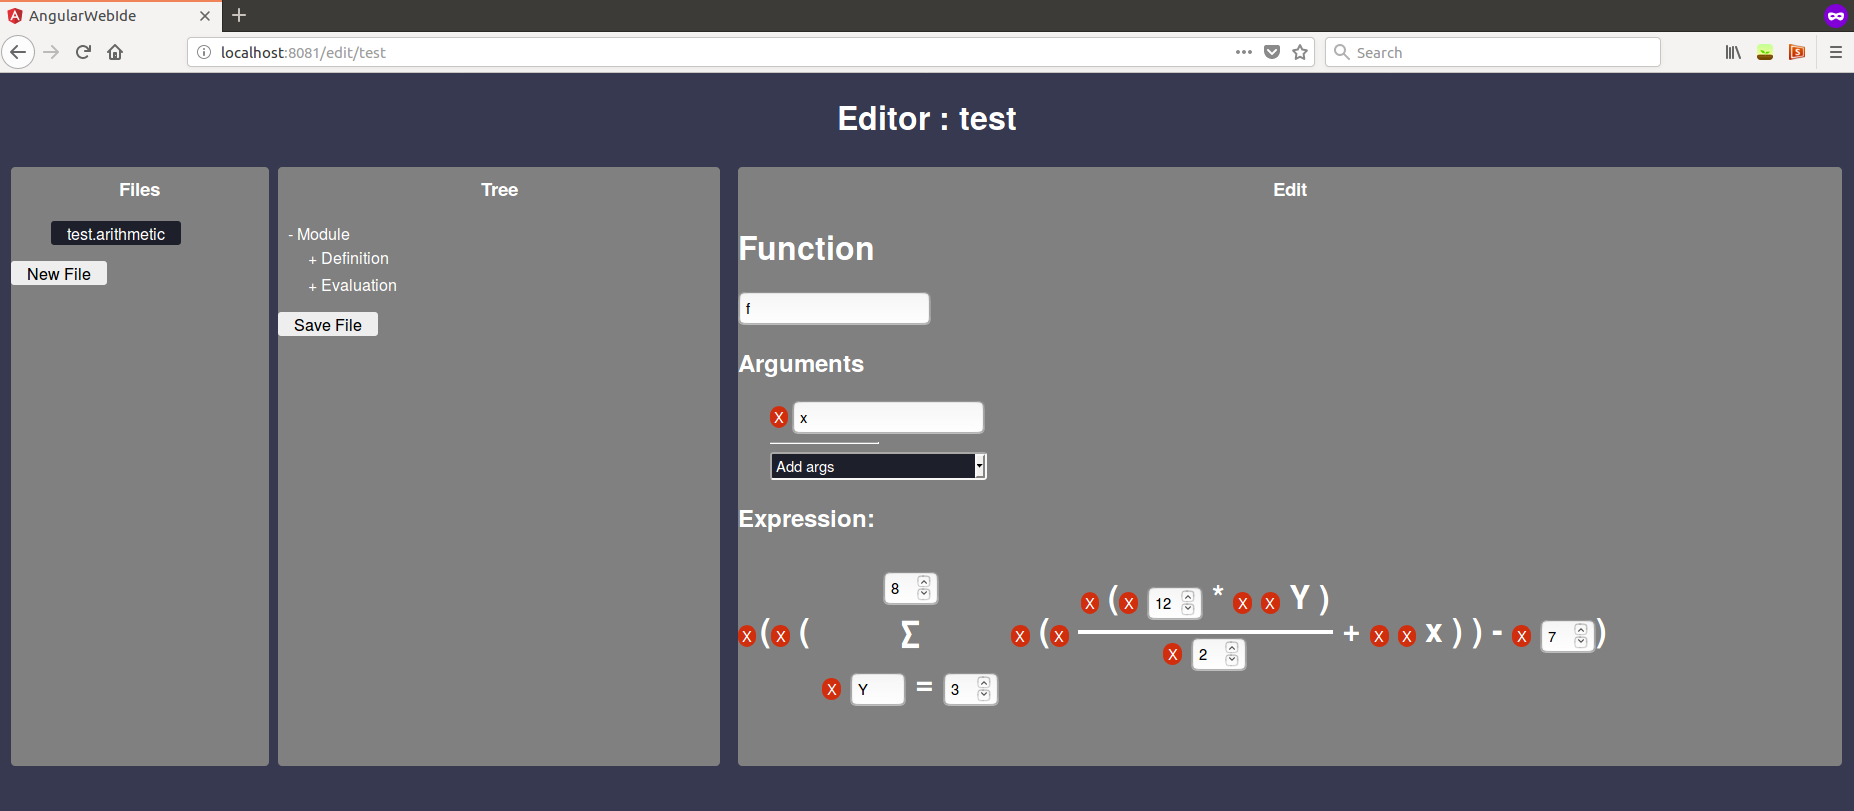 AngularWebIde
localhost:8081/edit/test
Search
Editor : test
Files
test.arithmetic
New File
Tree
- Module
+ Definition
+ Evaluation
Save File
Edit
Function
f
Arguments
X x
Add args
Expression:
8
X ( X 12 * X X Y )
X ( X ( Σ X ( X + X X x ) ) - X 7 )
X 2
X Y = 3